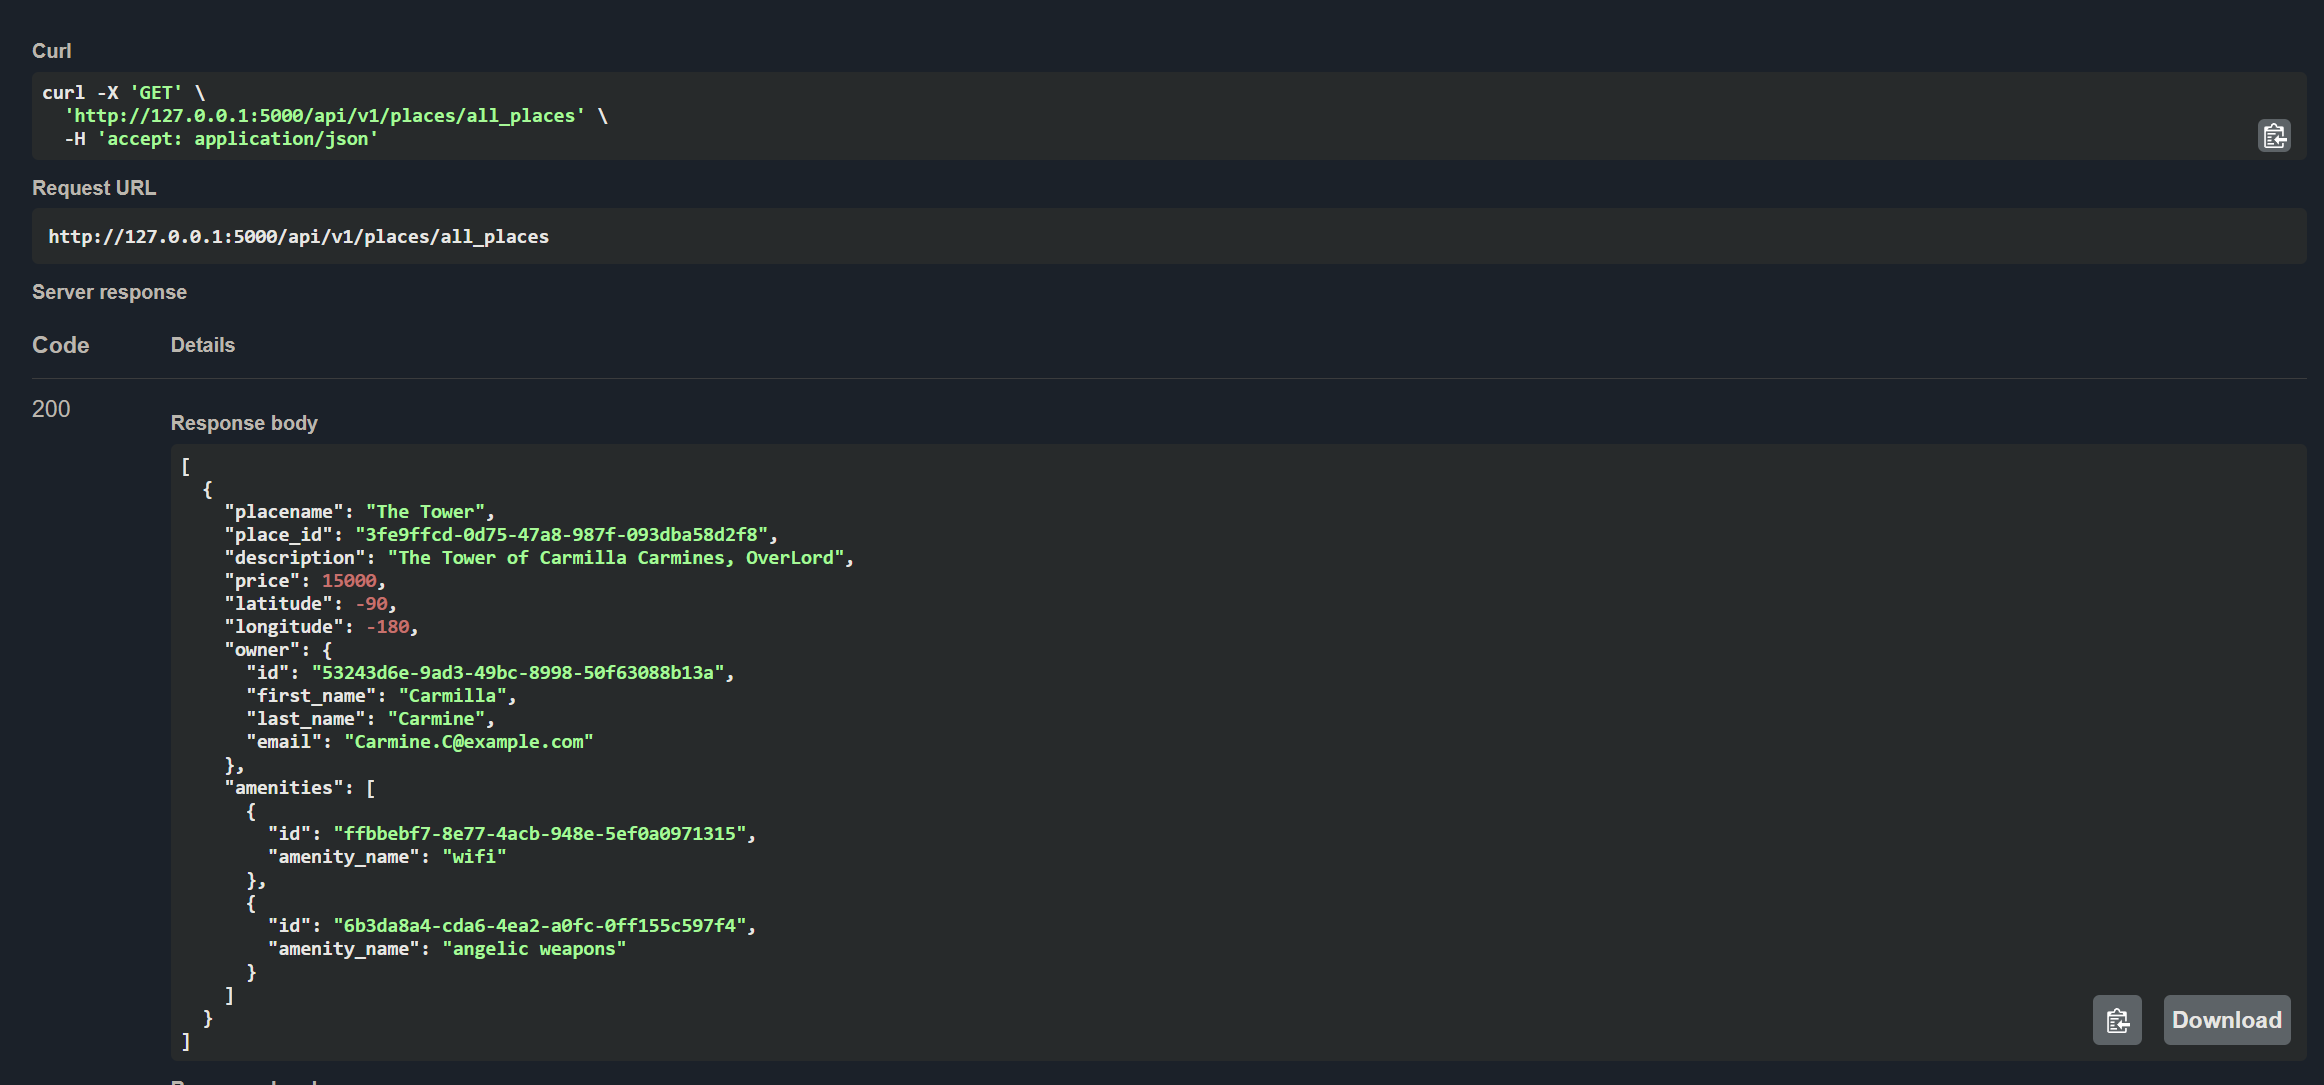 Curl
curl -X 'GET' \
  'http://127.0.0.1:5000/api/v1/places/all_places' \
  -H 'accept: application/json'
Request URL
http://127.0.0.1:5000/api/v1/places/all_places
Server response
Code Details
200
Response body
[
  {
    "placename": "The Tower",
    "place_id": "3fe9ffcd-0d75-47a8-987f-093dba58d2f8",
    "description": "The Tower of Carmilla Carmines, OverLord",
    "price": 15000,
    "latitude": -90,
    "longitude": -180,
    "owner": {
      "id": "53243d6e-9ad3-49bc-8998-50f63088b13a",
      "first_name": "Carmilla",
      "last_name": "Carmine",
      "email": "Carmine.C@example.com"
    },
    "amenities": [
      {
        "id": "ffbbebf7-8e77-4acb-948e-5ef0a0971315",
        "amenity_name": "wifi"
      },
      {
        "id": "6b3da8a4-cda6-4ea2-a0fc-0ff155c597f4",
        "amenity_name": "angelic weapons"
      }
    ]
  }
]
Download